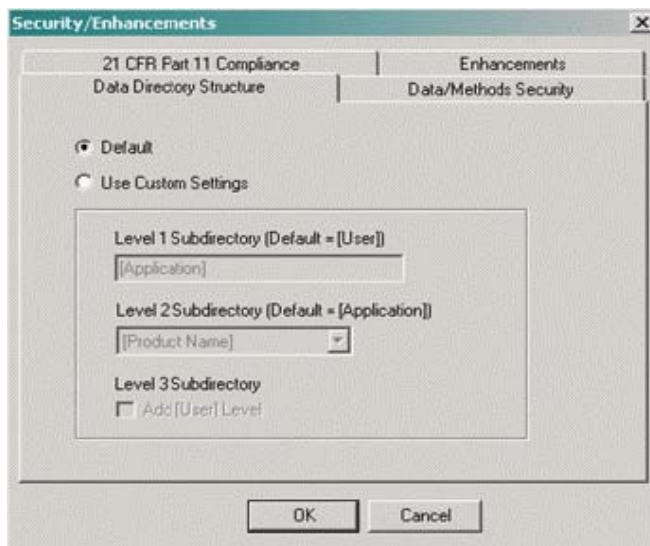 Security/Enhancements
21 CFR Part 11 Compliance
Enhancements
Data Directory Structure
Data/Methods Security
Default
Use Custom Settings
Level 1 Subdirectory (Default = [User])
[Application]
Level 2 Subdirectory (Default = [Application])
[Product Name]
Level 3 Subdirectory
Add [User] Level
OK
Cancel